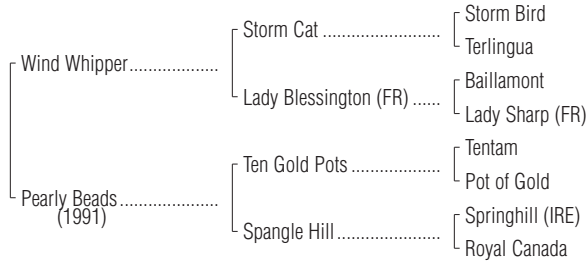 Storm Bird
Storm Cat ........................
Terlingua
Wind Whipper..................
Baillamont
Lady Blessington (FR) ......
Lady Sharp (FR)
Tentam
Ten Gold Pots ..................
Pot of Gold
Pearly Beads....................
(1991)
Springhill (IRE)
Spangle Hill.....................
Royal Canada